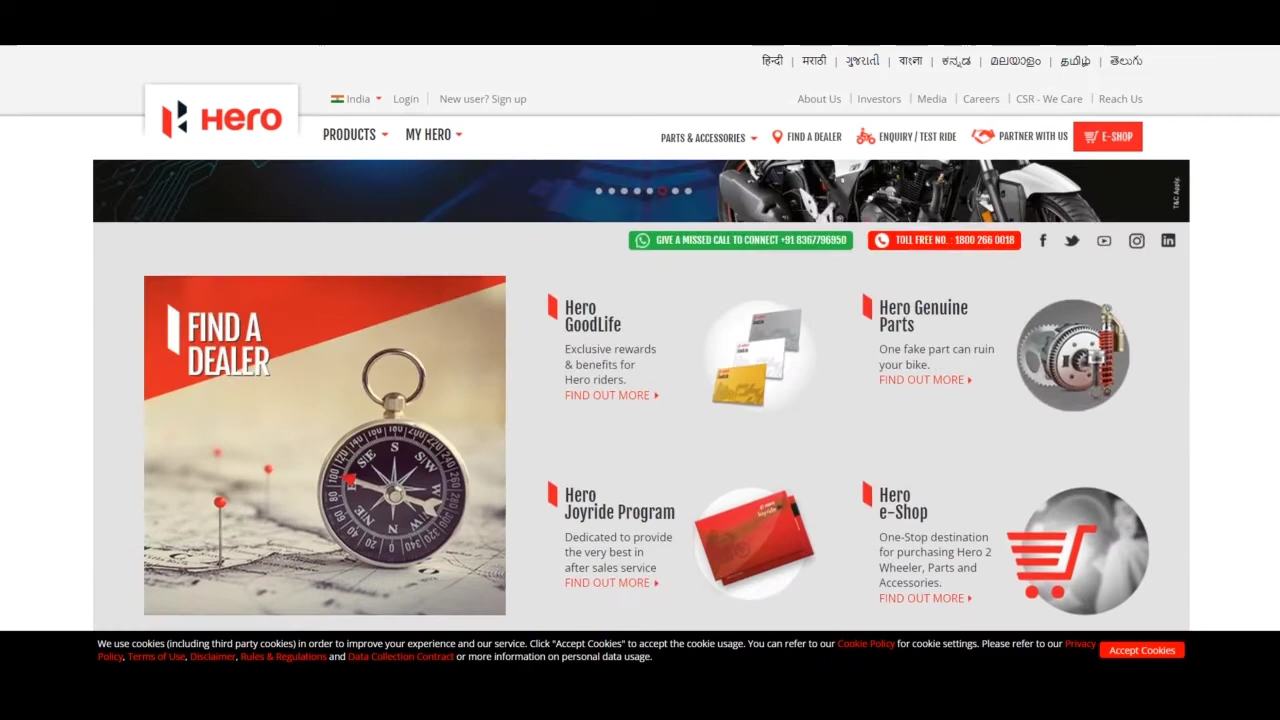 हिन्दी | मराठी | ગુજરાતી | বাংলা | ಕನ್ನಡ | മലയാളം | தமிழ் | తెలుగు
India Login New user? Sign up About Us Investors Media Careers CSR - We Care Reach Us
Hero
PRODUCTS MY HERO PARTS & ACCESSORIES FIND A DEALER ENQUIRY / TEST RIDE PARTNER WITH US E-SHOP
T&C Apply.
GIVE A MISSED CALL TO CONNECT +91 8367796950 TOLL FREE NO. : 1800 266 0018
FIND A
DEALER
Hero
GoodLife
Exclusive rewards
& benefits for
Hero riders.
FIND OUT MORE
Hero Genuine
Parts
One fake part can ruin
your bike.
FIND OUT MORE
Hero
Joyride Program
Dedicated to provide
the very best in
after sales service
FIND OUT MORE
Hero
e-Shop
One-Stop destination
for purchasing Hero 2
Wheeler, Parts and
Accessories.
FIND OUT MORE
We use cookies (including third party cookies) in order to improve your experience and our service. Click "Accept Cookies" to accept the cookie usage. You can refer to our Cookie Policy for cookie settings. Please refer to our Privacy
Policy, Terms of Use, Disclaimer, Rules & Regulations and Data Collection Contract or more information on personal data usage.
Accept Cookies